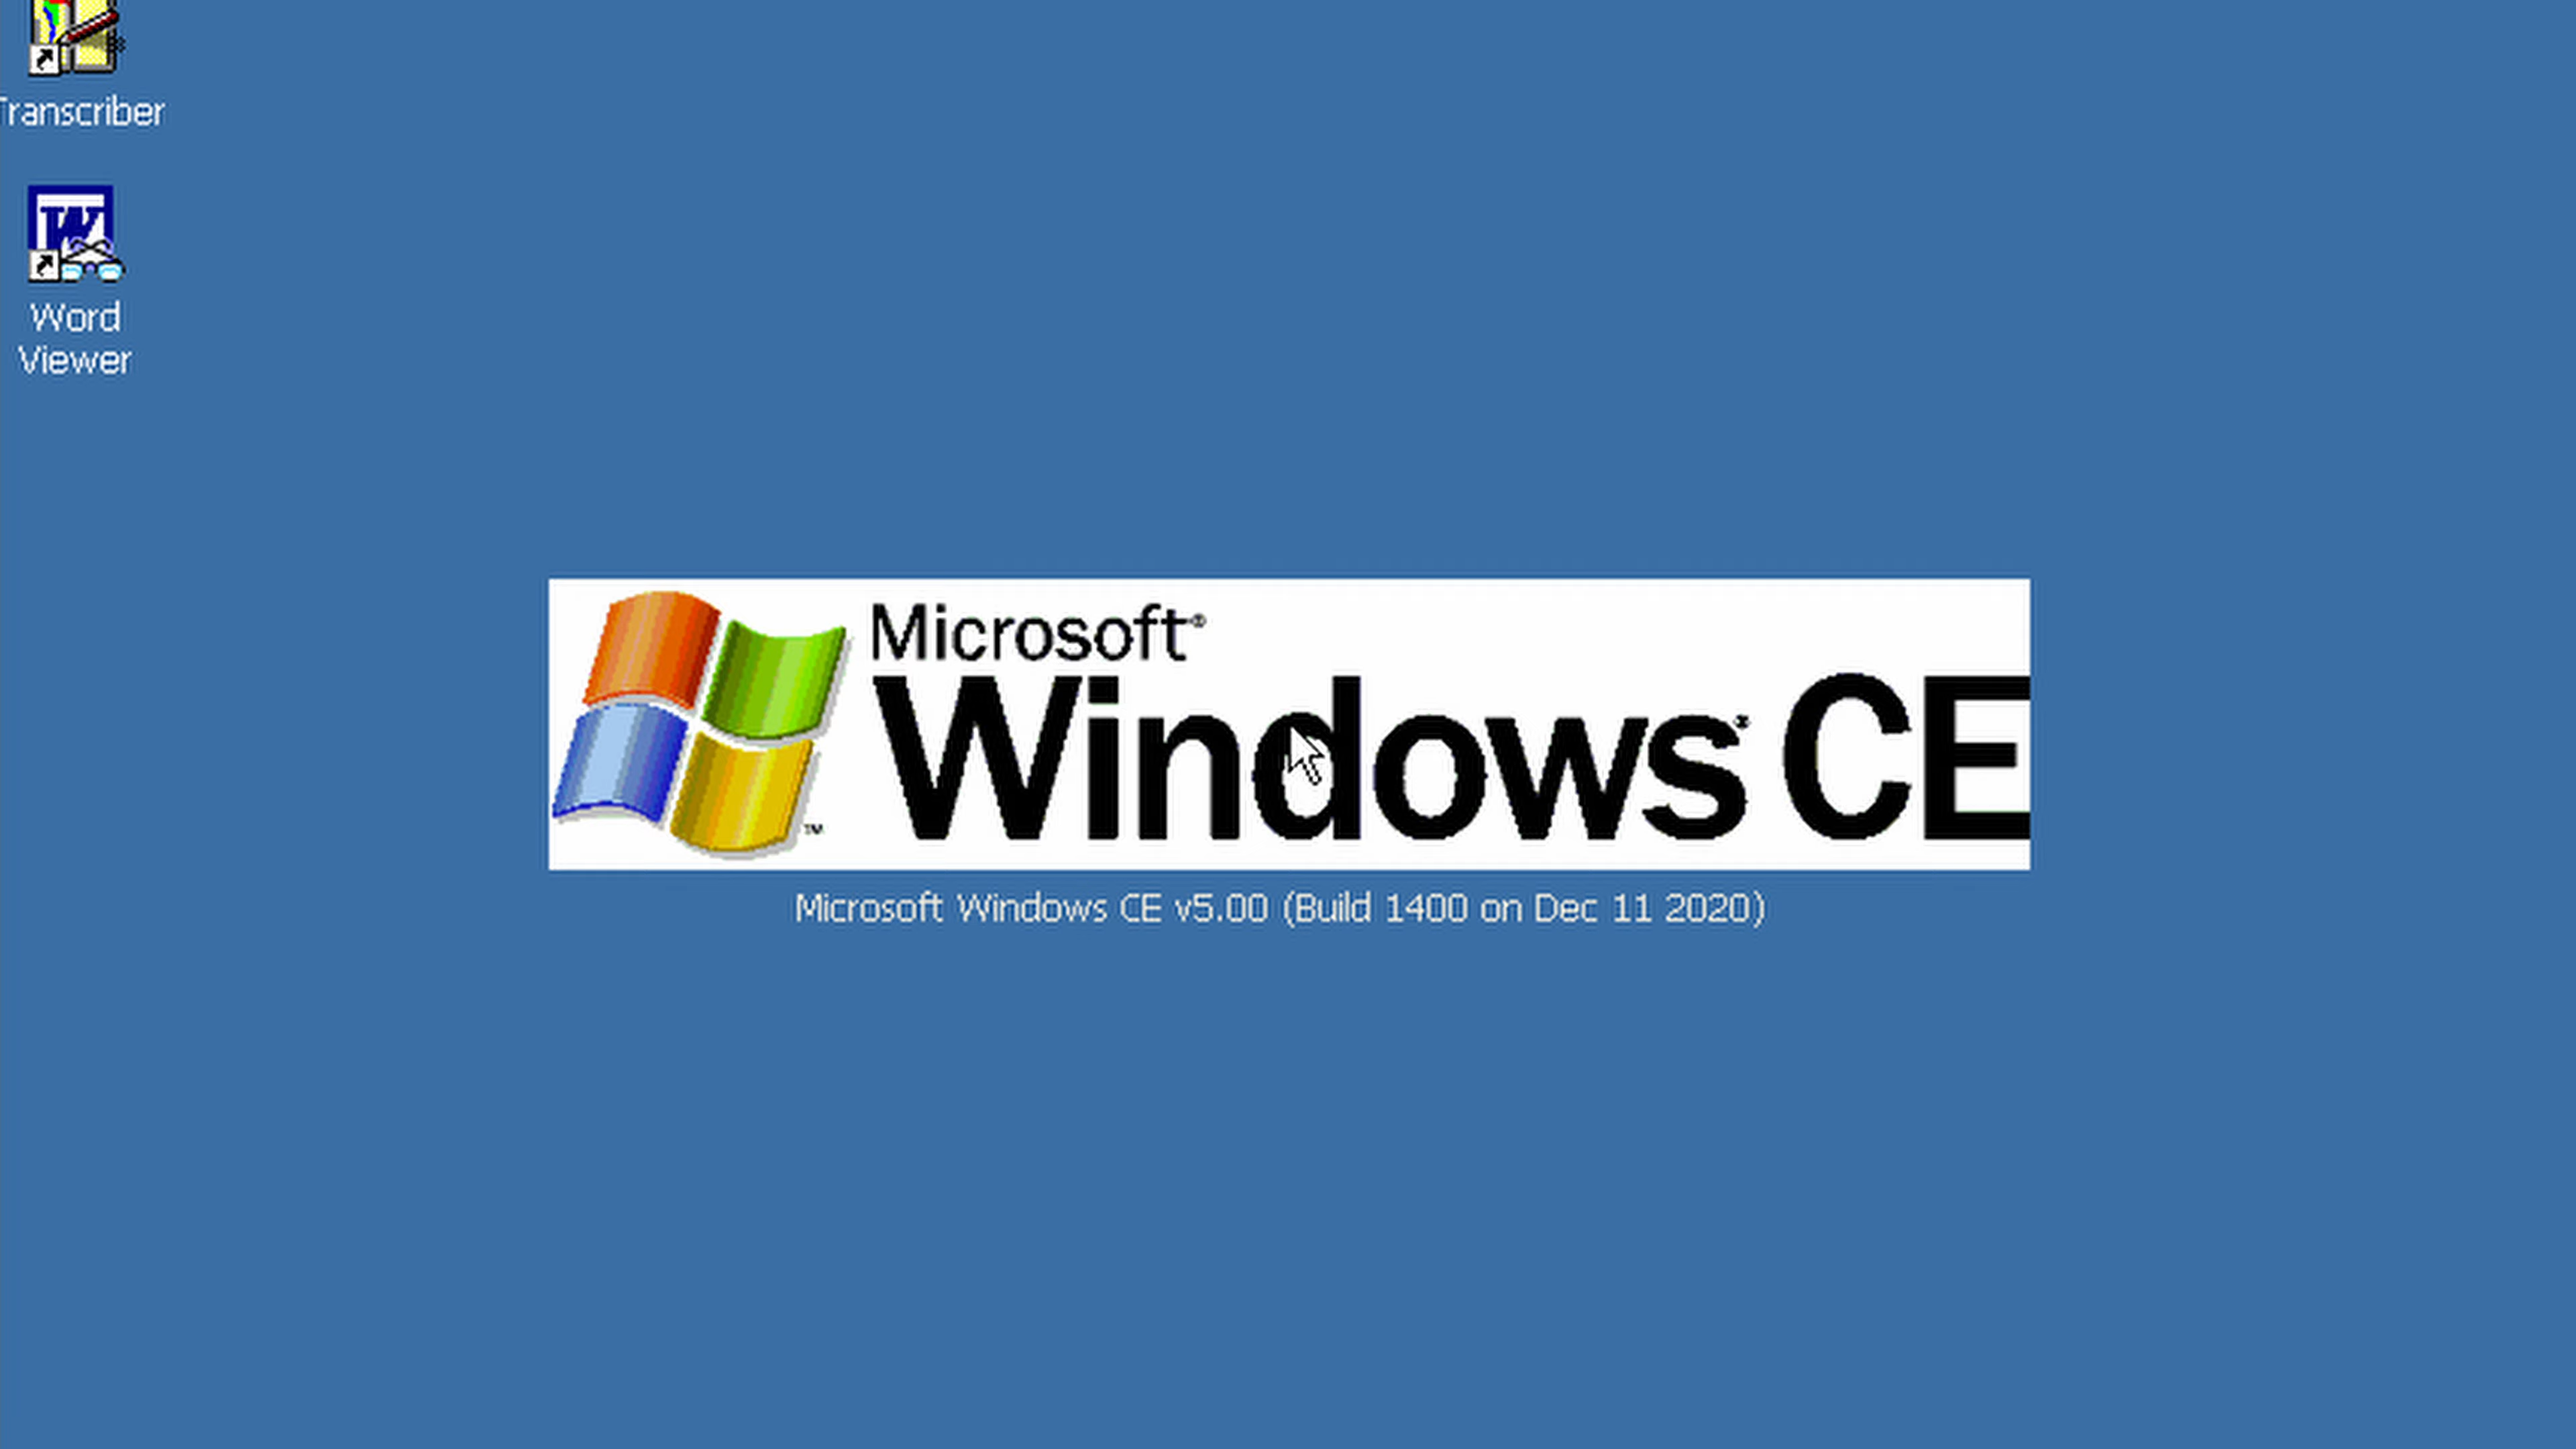 Transcriber
Word
Viewer
Microsoft®
Windows® CE
™
Microsoft Windows CE v5.00 (Build 1400 on Dec 11 2020)